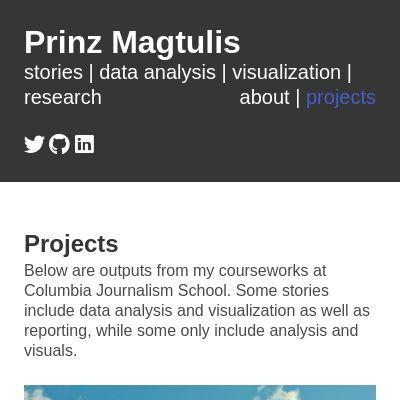 Prinz Magtulis
stories | data analysis | visualization |
research about | projects
Projects
Below are outputs from my courseworks at
Columbia Journalism School. Some stories
include data analysis and visualization as well as
reporting, while some only include analysis and
visuals.